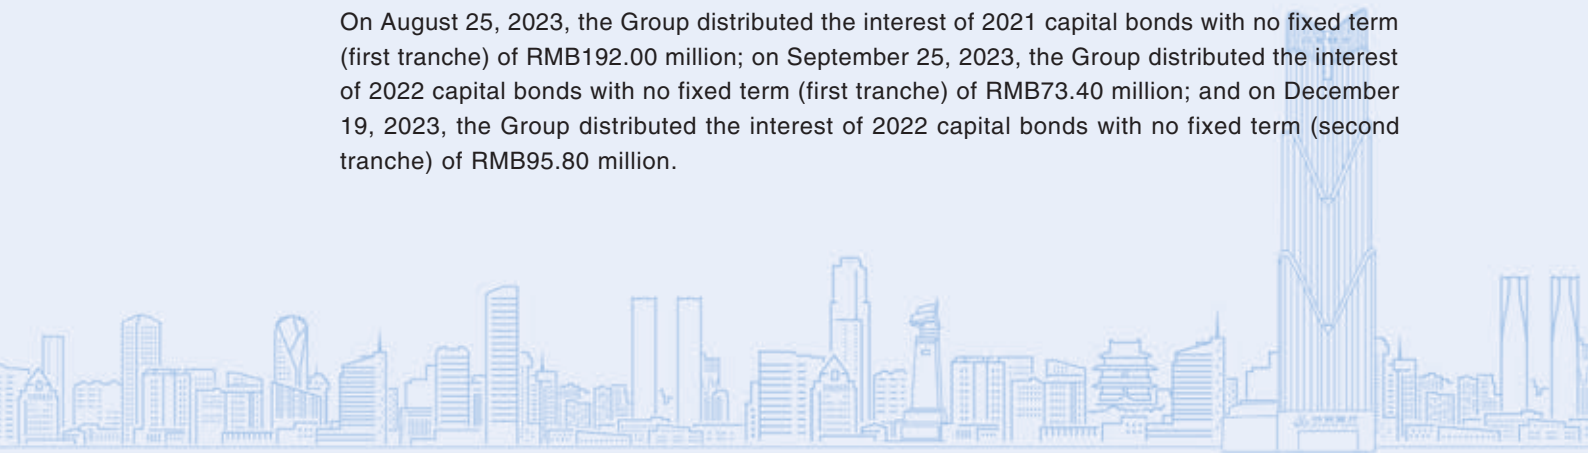 On August 25, 2023, the Group distributed the interest of 2021 capital bonds with no fixed term
(first tranche) of RMB192.00 million; on September 25, 2023, the Group distributed the interest
of 2022 capital bonds with no fixed term (first tranche) of RMB73.40 million; and on December
19, 2023, the Group distributed the interest of 2022 capital bonds with no fixed term (second
tranche) of RMB95.80 million.